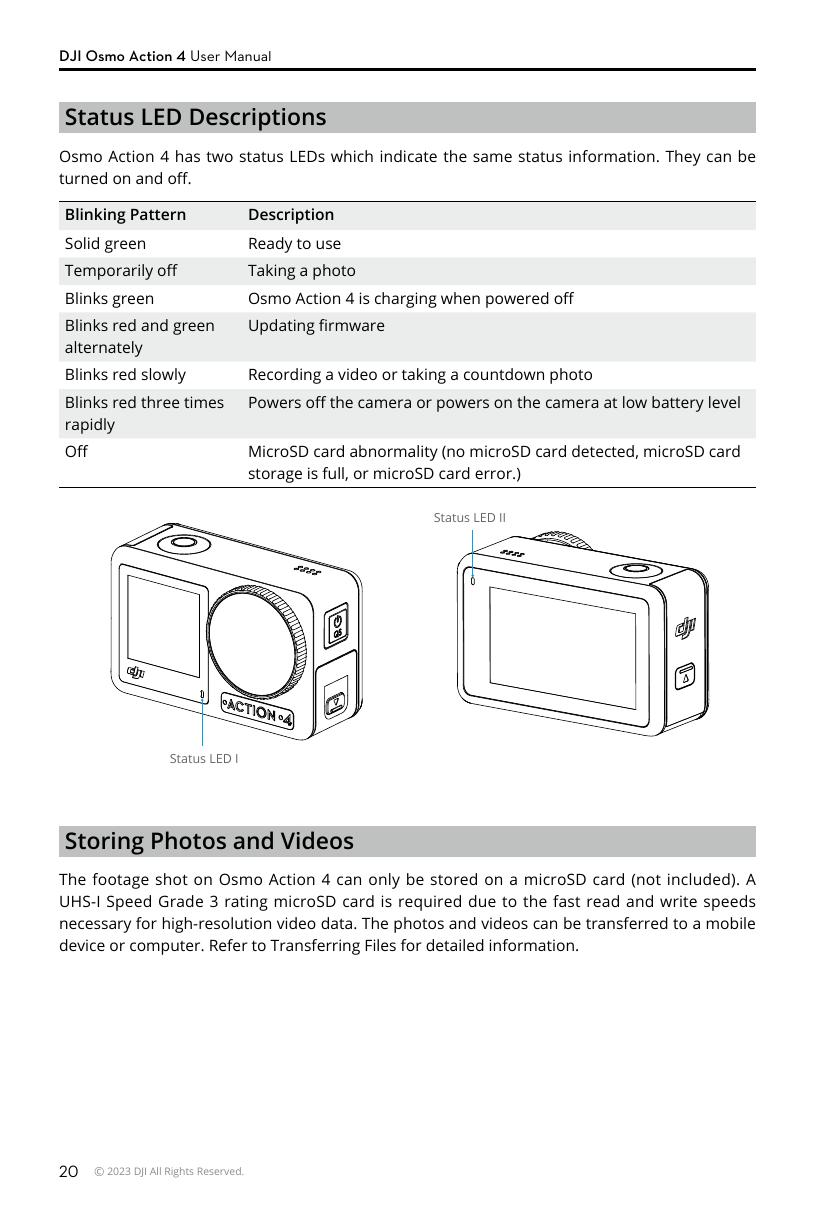 DJI Osmo Action 4 User Manual
Status LED Descriptions
Osmo Action 4 has two status LEDs which indicate the same status information. They can be
turned on and off.
Blinking Pattern Description
Solid green Ready to use
Temporarily off Taking a photo
Blinks green Osmo Action 4 is charging when powered off
Blinks red and green Updating firmware
alternately
Blinks red slowly Recording a video or taking a countdown photo
Blinks red three times Powers off the camera or powers on the camera at low battery level
rapidly
Off MicroSD card abnormality (no microSD card detected, microSD card
storage is full, or microSD card error.)
Status LED II
QS
dji
dji
ACTION 4
Status LED I
Storing Photos and Videos
The footage shot on Osmo Action 4 can only be stored on a microSD card (not included). A
UHS-I Speed Grade 3 rating microSD card is required due to the fast read and write speeds
necessary for high-resolution video data. The photos and videos can be transferred to a mobile
device or computer. Refer to Transferring Files for detailed information.
20 © 2023 DJI All Rights Reserved.